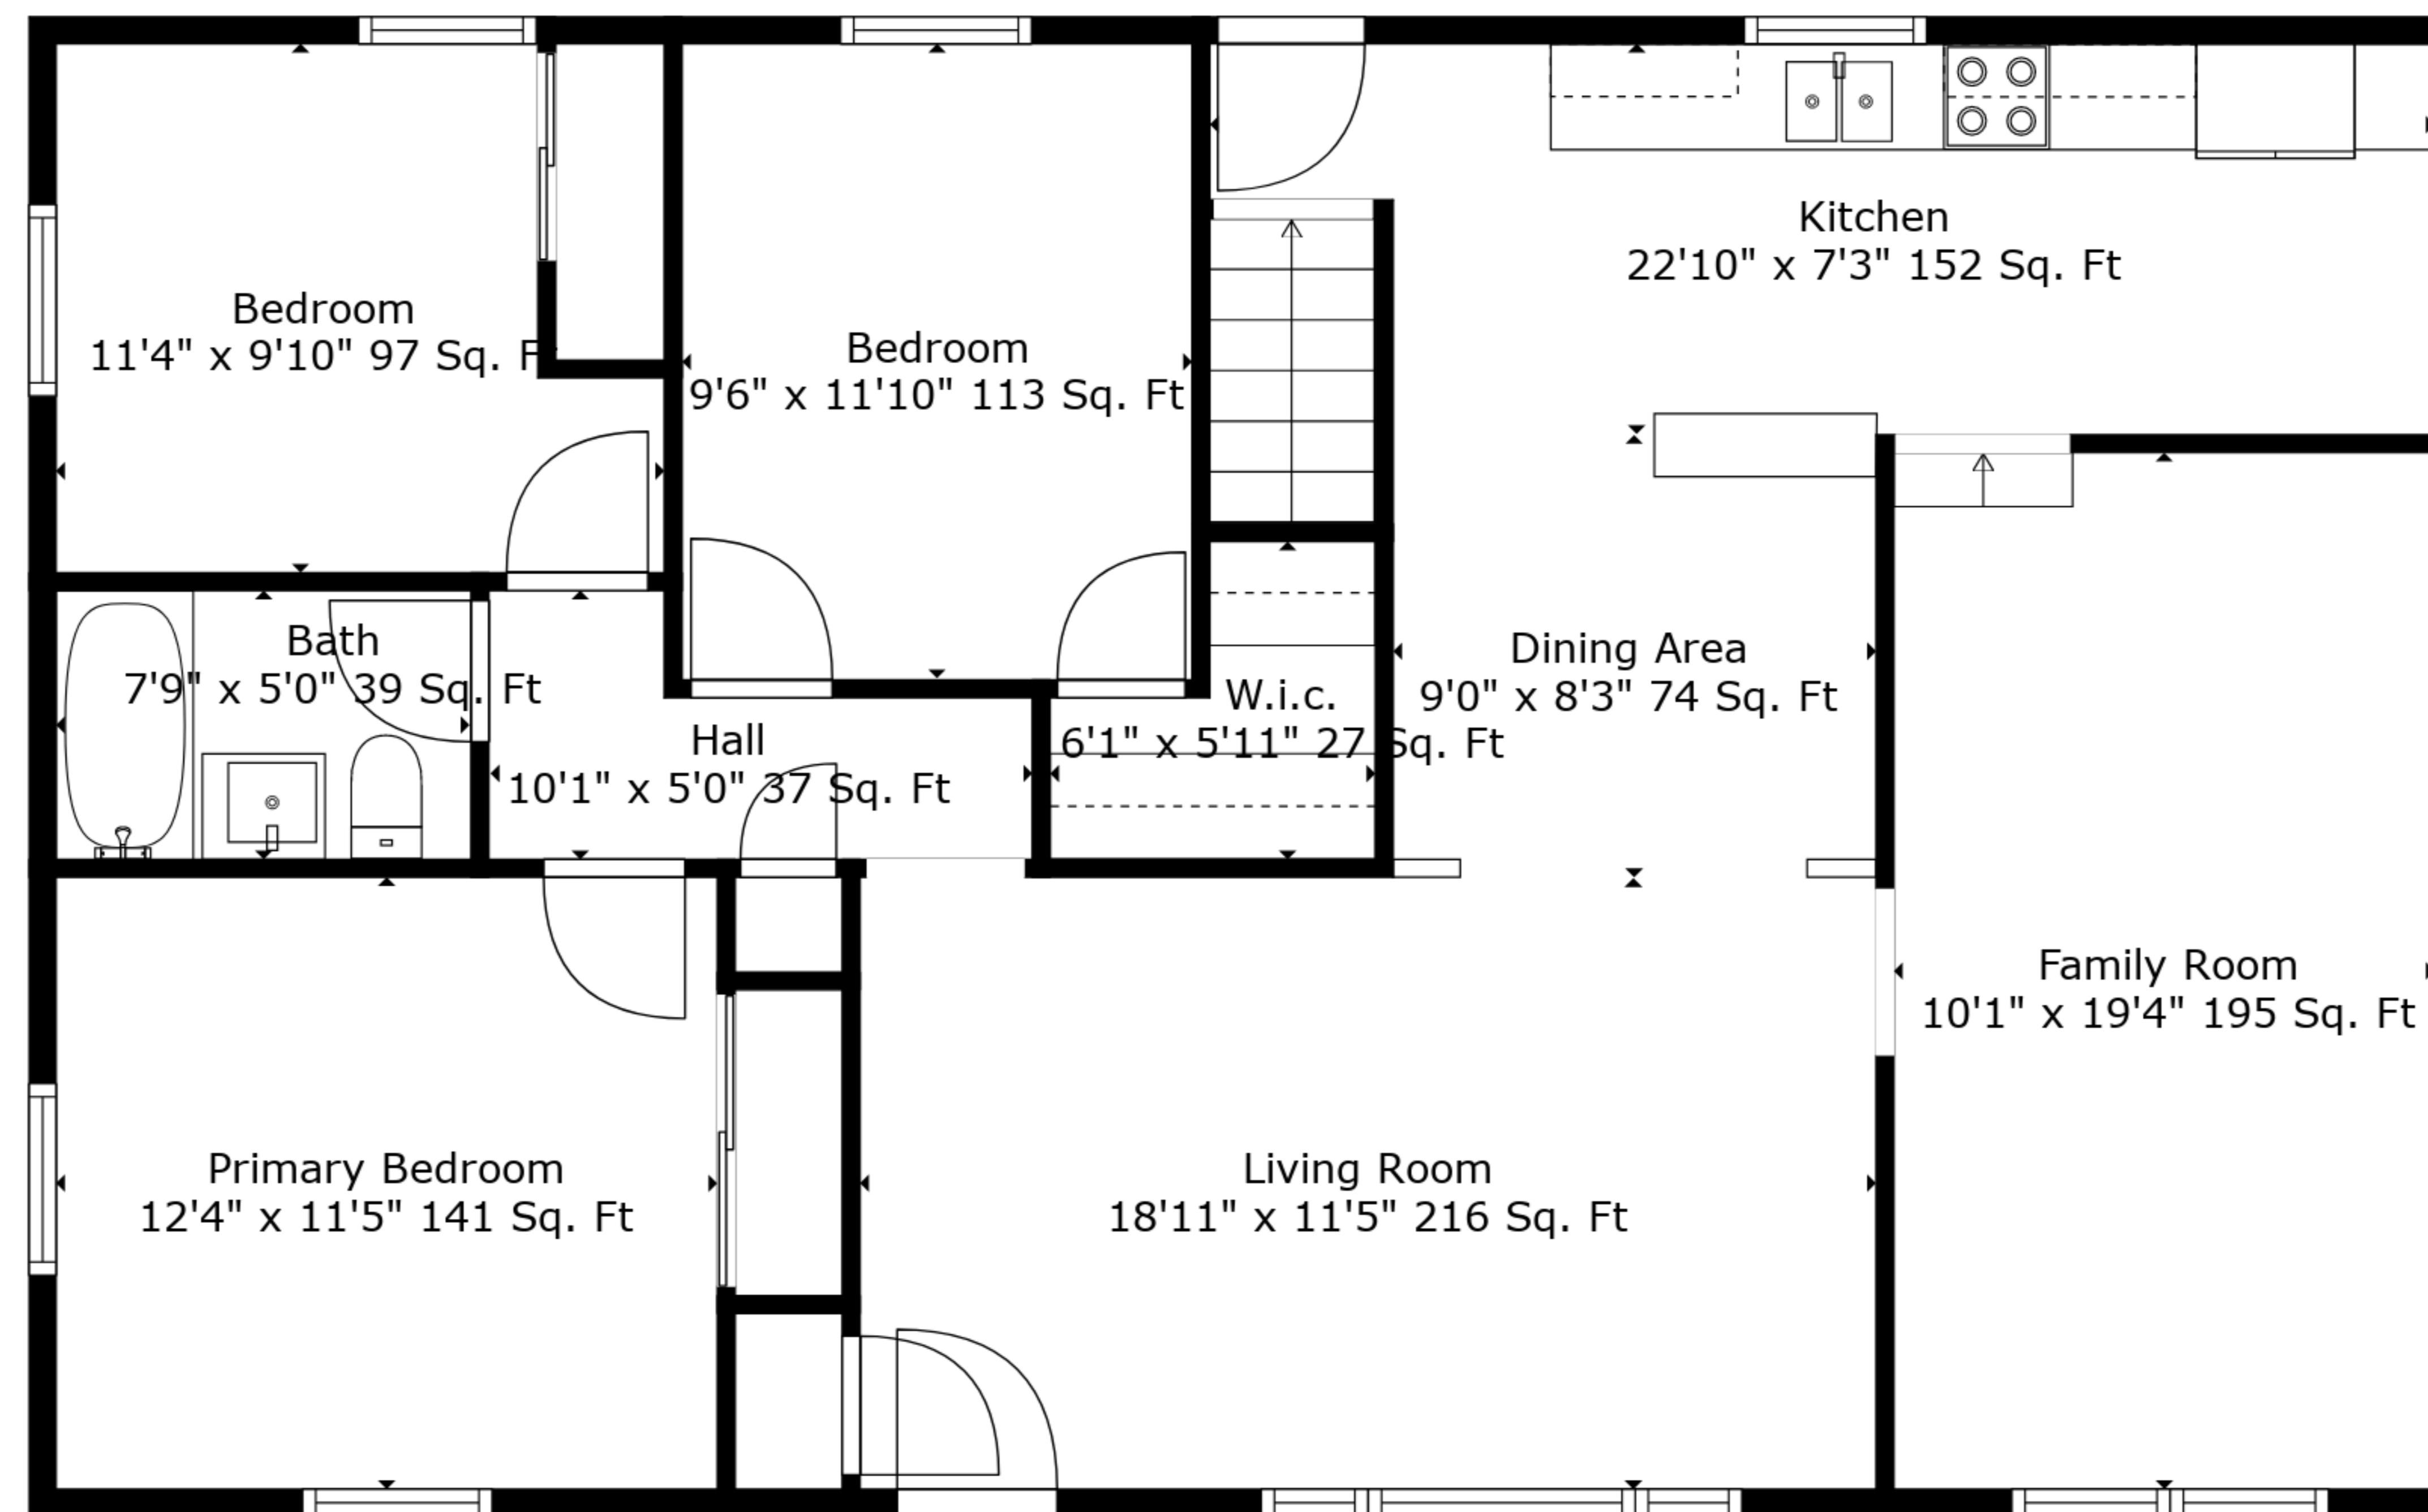 Kitchen
22'10" x 7'3" 152 Sq. Ft
Bedroom
11'4" x 9'10" 97 Sq. F
Bedroom
9'6" x 11'10" 113 Sq. Ft
Bath
7'9" x 5'0" 39 Sq. Ft
Dining Area
9'0" x 8'3" 74 Sq. Ft
W.i.c.
6'1" x 5'11" 27 Sq. Ft
Hall
10'1" x 5'0" 37 Sq. Ft
Family Room
10'1" x 19'4" 195 Sq. Ft
Primary Bedroom
12'4" x 11'5" 141 Sq. Ft
Living Room
18'11" x 11'5" 216 Sq. Ft